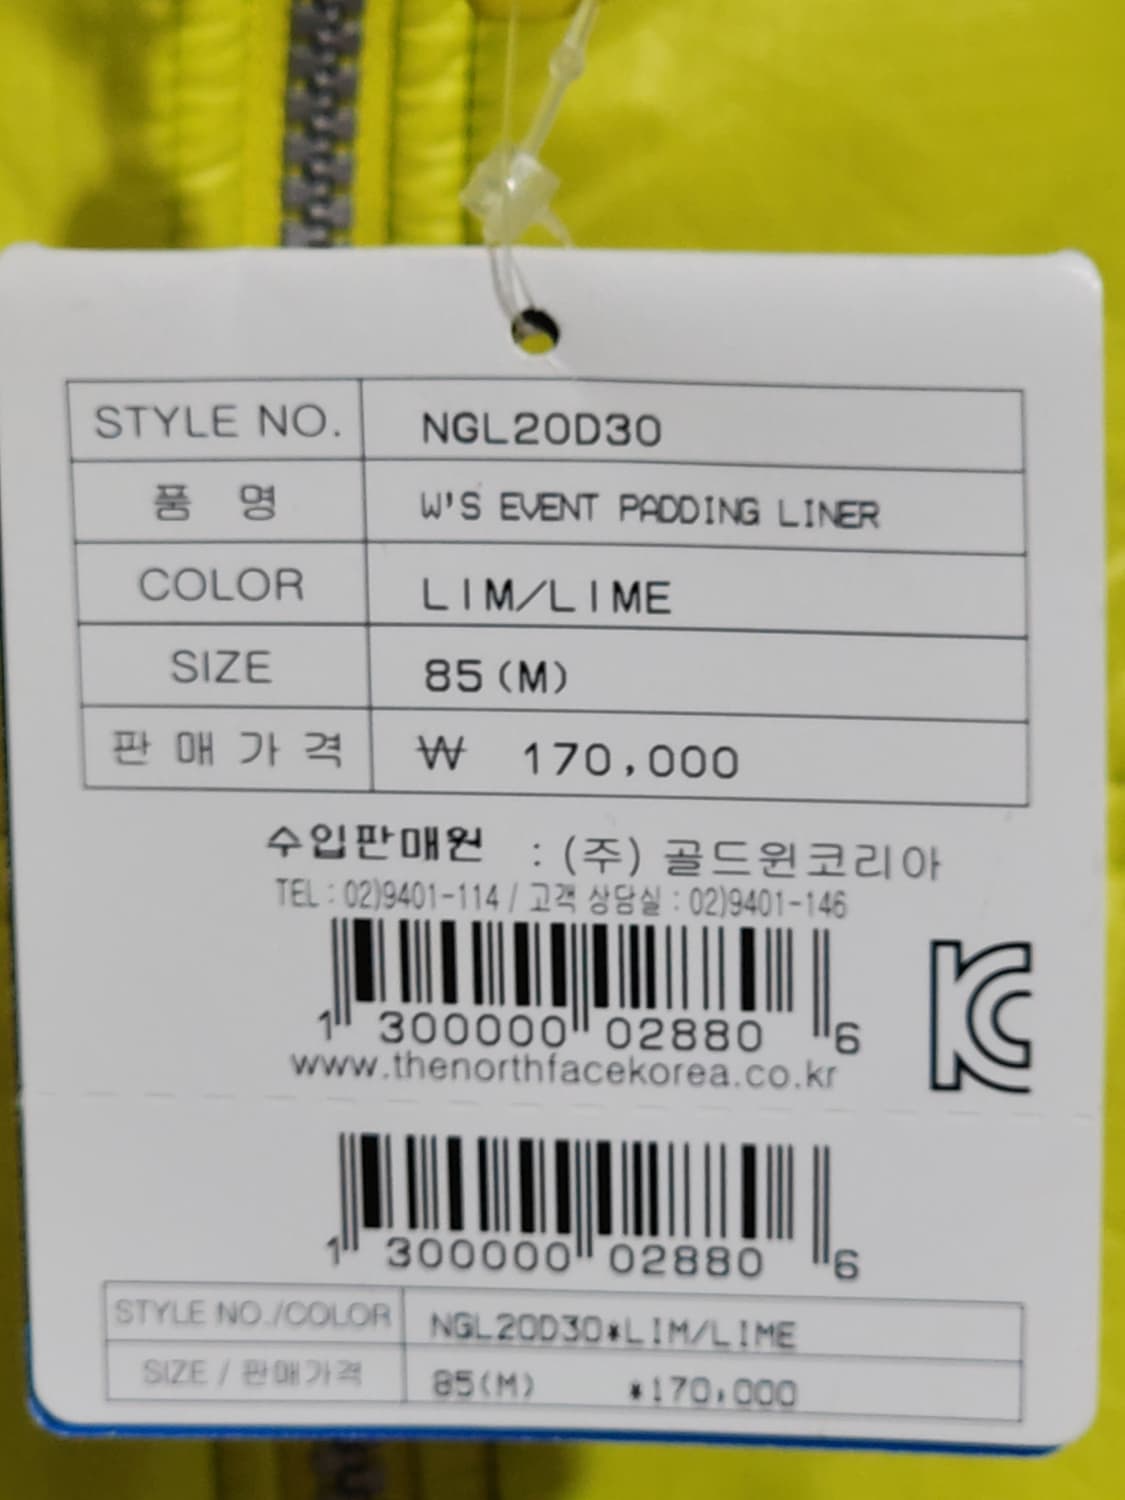 STYLE NO. NGL20D30
품 명 W'S EVENT PADDING LINER
COLOR LIM/LIME
SIZE 85(M)
판 매 가 격 ₩ 170,000
수입판매원 : (주) 골드윈코리아
TEL : 02)9401-114 / 고객 상담실 : 02)9401-146
1 300000 02880 6
www.thenorthfacekorea.co.kr
KC
1 300000 02880 6
STYLE NO./COLOR NGL20D30*LIM/LIME
SIZE / 판매가격 85(M) *170,000